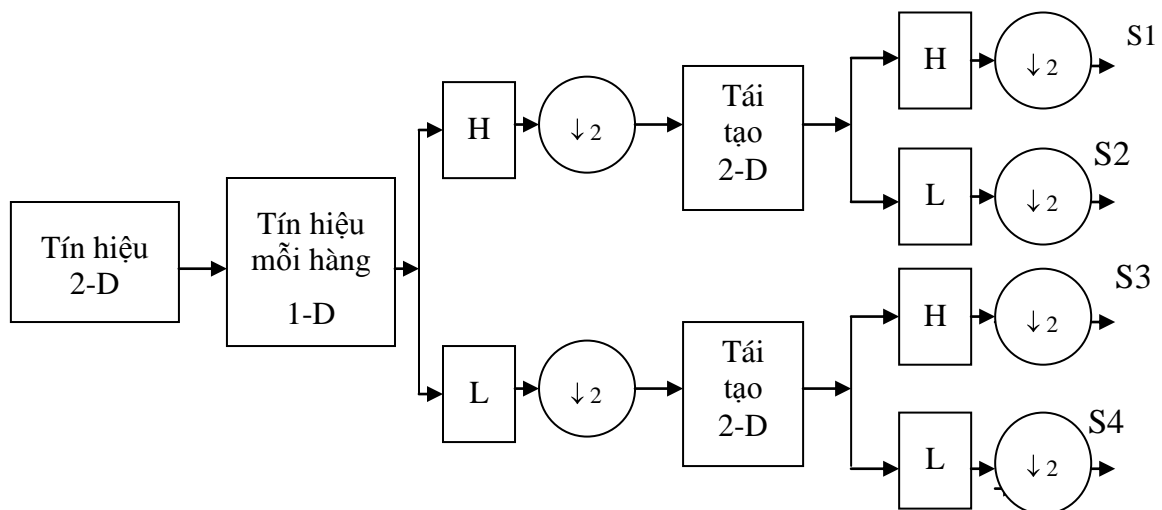 Tín hiệu
2-D
Tín hiệu
mỗi hàng
1-D
H
↓ 2
Tái
tạo
2-D
H
↓ 2
S1
L
↓ 2
S2
L
↓ 2
Tái
tạo
2-D
H
↓ 2
S3
L
↓ 2
S4